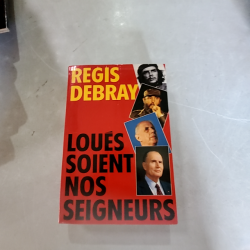 REGIS
DEBRAY
LOUÉS
SOIENT
NOS
SEIGNEURS